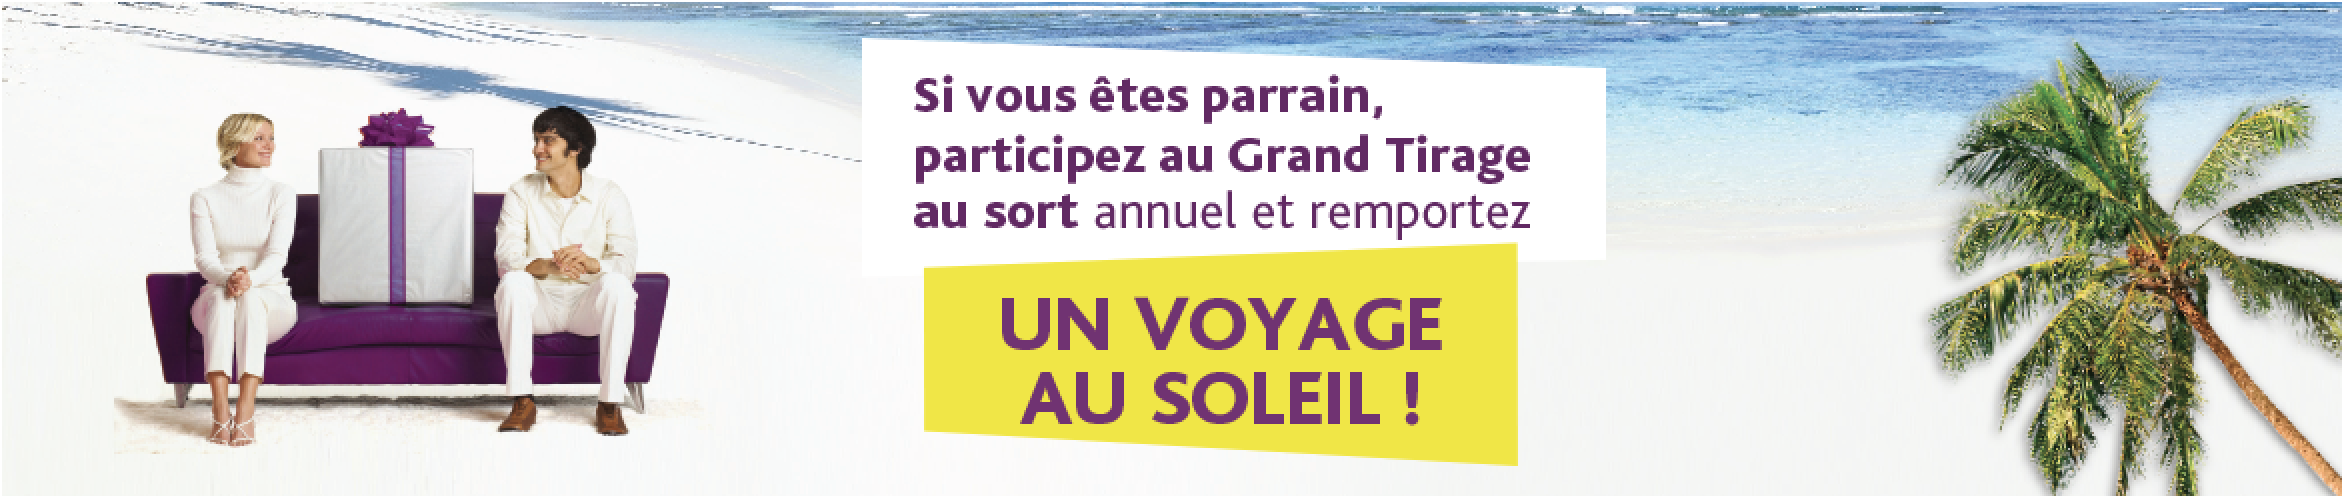 Si vous êtes parrain,
participez au Grand Tirage
au sort annuel et remportez
UN VOYAGE
AU SOLEIL !